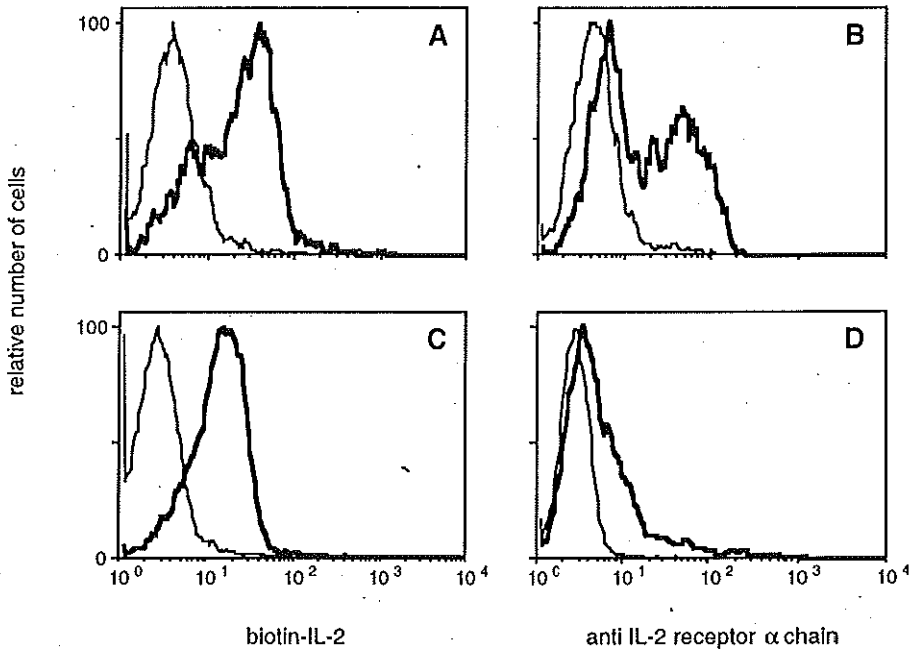 100
A
B
relative number of cells
0
100
C
D
0
10^0 10^1 10^2 10^3 10^4
10^0 10^1 10^2 10^3 10^4
biotin-IL-2
anti IL-2 receptor α chain